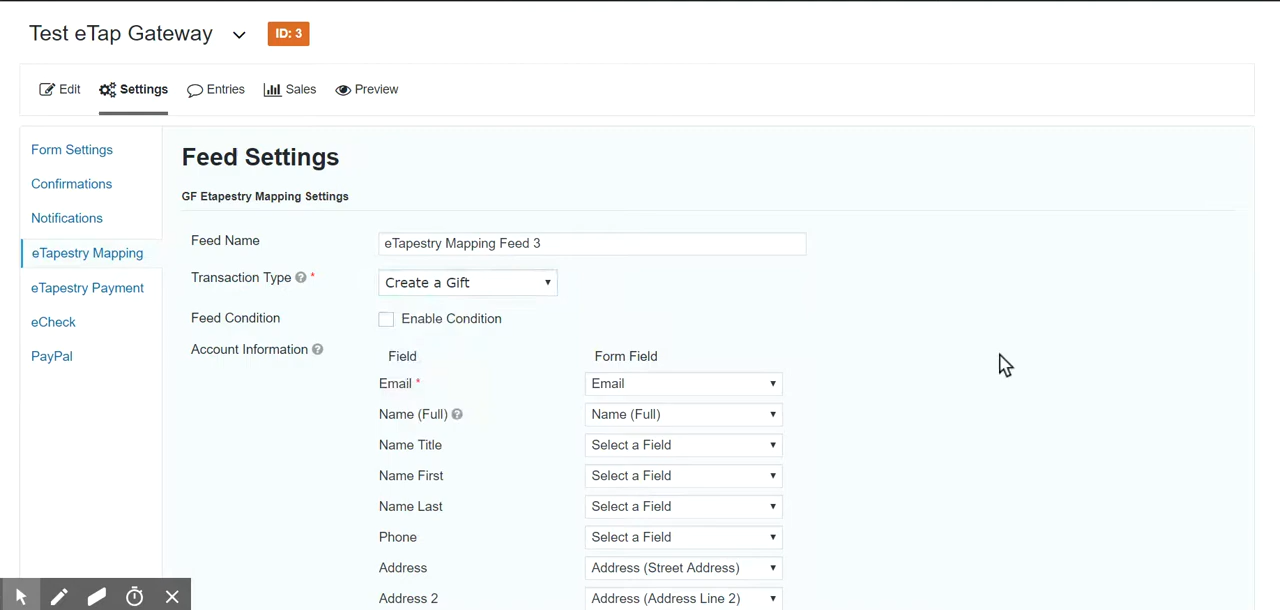 Test eTap Gateway ID: 3
Edit Settings Entries Sales Preview
Form Settings
Confirmations
Notifications
eTapestry Mapping
eTapestry Payment
eCheck
PayPal
Feed Settings
GF Etapestry Mapping Settings
Feed Name eTapestry Mapping Feed 3
Transaction Type ? * Create a Gift
Feed Condition Enable Condition
Account Information ?
Field Form Field
Email * Email
Name (Full) ? Name (Full)
Name Title Select a Field
Name First Select a Field
Name Last Select a Field
Phone Select a Field
Address Address (Street Address)
Address 2 Address (Address Line 2)